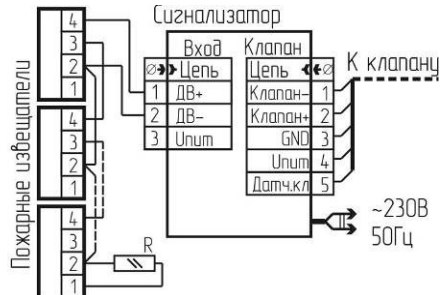 Сигнализатор
Пожарные извещатели
4
3
2
1
4
3
2
1
4
3
2
1
R
Вход
Ø Цепь
1 ДВ+
2 ДВ-
3 Uпит
Клапан
Цепь Ø
Клапан- 1
Клапан+ 2
GND 3
Uпит 4
Датч.кл 5
К клапану
~230В
50Гц